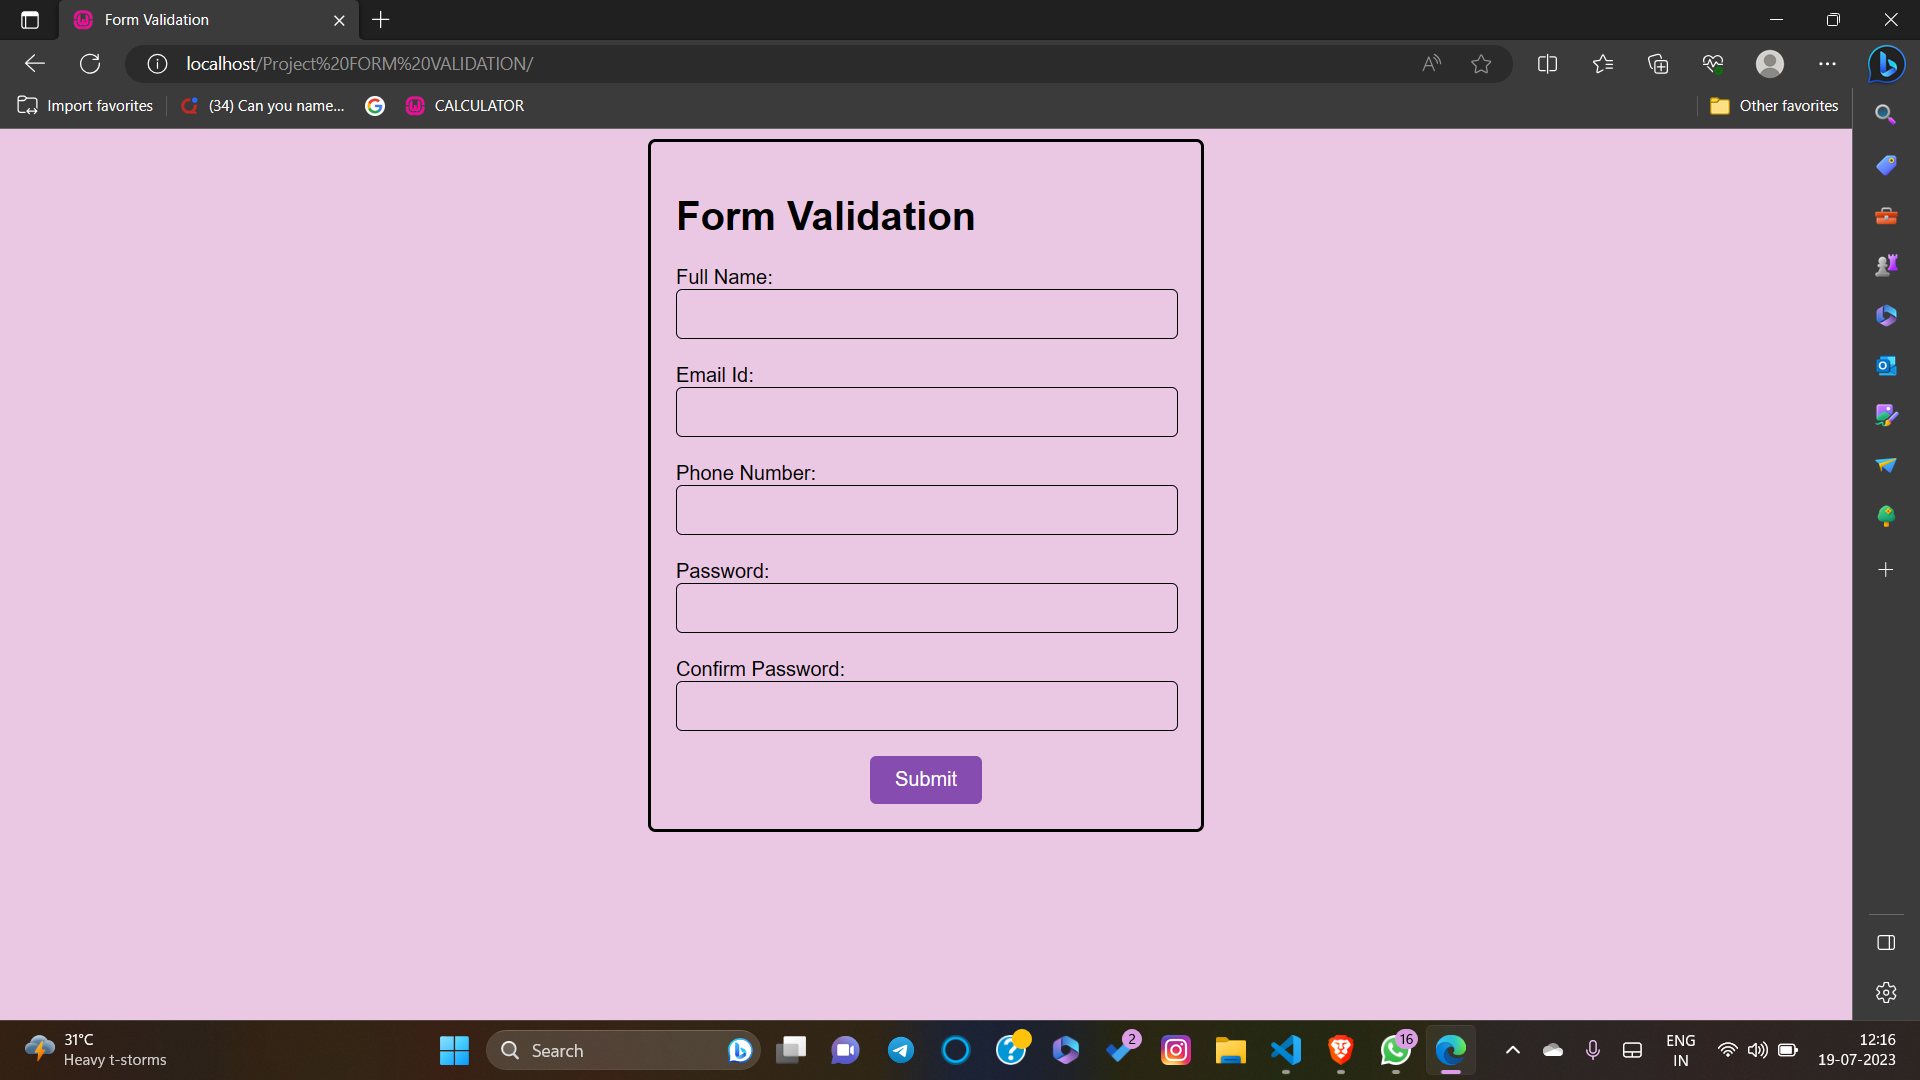 Form Validation
localhost/Project%20FORM%20VALIDATION/
Import favorites
(34) Can you name...
CALCULATOR
Other favorites
Form Validation
Full Name:
Email Id:
Phone Number:
Password:
Confirm Password:
Submit
31°C
Heavy t-storms
Search
2
16
ENG
IN
12:16
19-07-2023